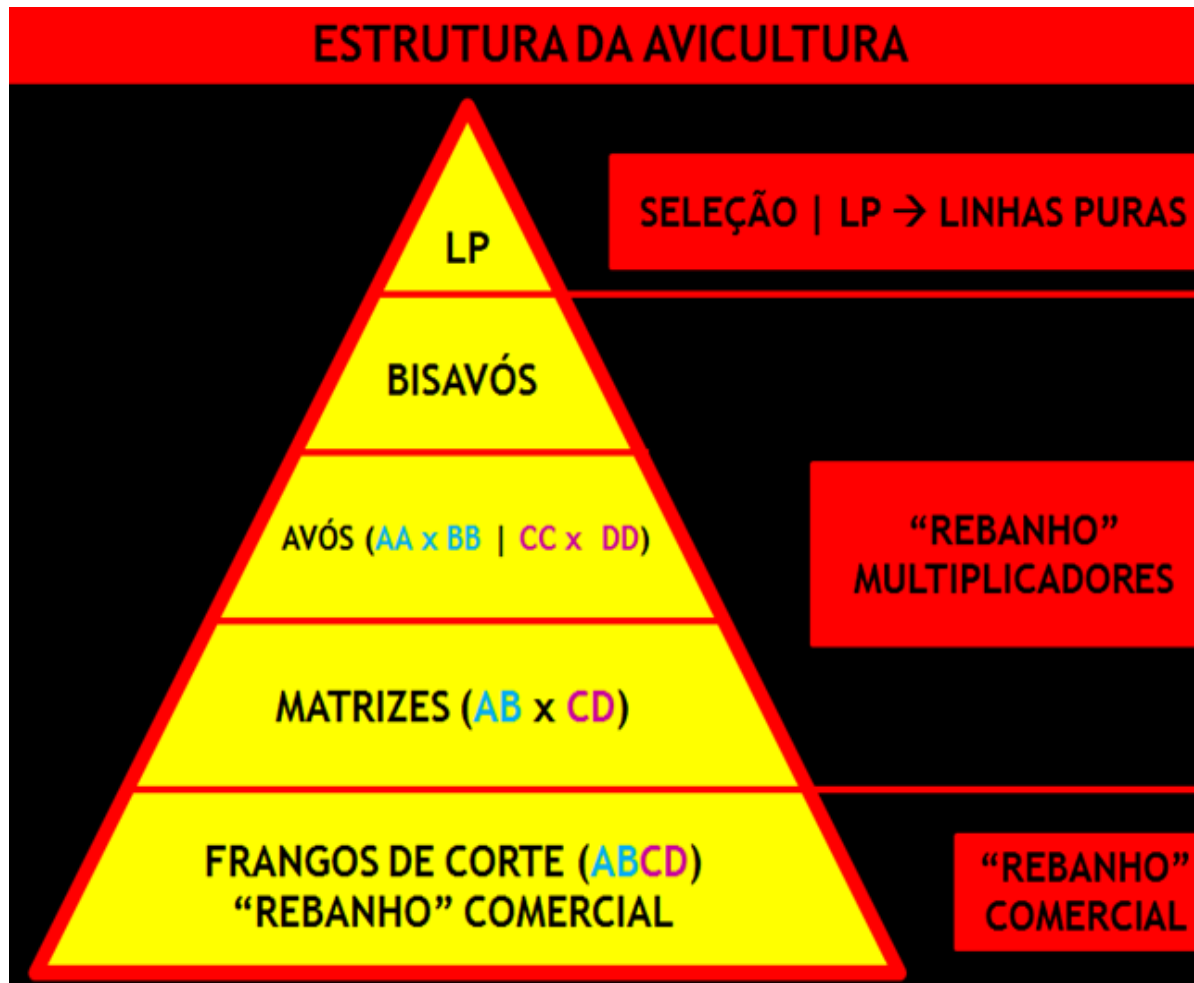 ESTRUTURA DA AVICULTURA
LP
SELEÇÃO | LP → LINHAS PURAS
BISAVÓS
AVÓS (AA x BB | CC x DD)
“REBANHO”
MULTIPLICADORES
MATRIZES (AB x CD)
FRANGOS DE CORTE (ABCD)
“REBANHO” COMERCIAL
“REBANHO”
COMERCIAL